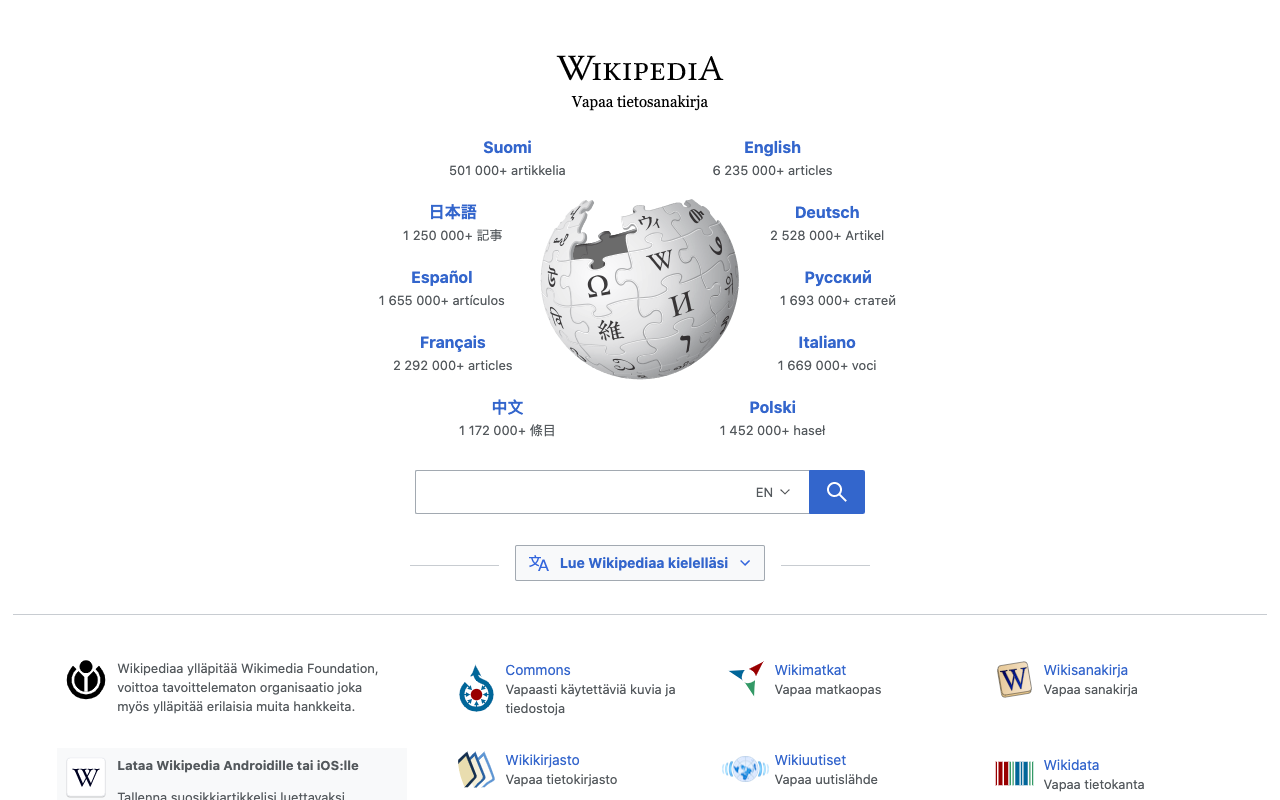 WIKIPEDIA
Vapaa tietosanakirja
Suomi
501 000+ artikkelia
English
6 235 000+ articles
日本語
1 250 000+ 記事
Deutsch
2 528 000+ Artikel
Español
1 655 000+ artículos
Русский
1 693 000+ статей
Français
2 292 000+ articles
Italiano
1 669 000+ voci
中文
1 172 000+ 條目
Polski
1 452 000+ haseł
Ω
W
И
維
ウィ
EN
Lue Wikipediaa kielelläsi
Wikipediaa ylläpitää Wikimedia Foundation,
voittoa tavoittelematon organisaatio joka
myös ylläpitää erilaisia muita hankkeita.
W
Lataa Wikipedia Androidille tai iOS:lle
Tallenna suosikkiartikkelisi luettavaksi
Commons
Vapaasti käytettäviä kuvia ja
tiedostoja
Wikimatkat
Vapaa matkaopas
W
Wikisanakirja
Vapaa sanakirja
Wikikirjasto
Vapaa tietokirjasto
Wikiuutiset
Vapaa uutislähde
Wikidata
Vapaa tietokanta